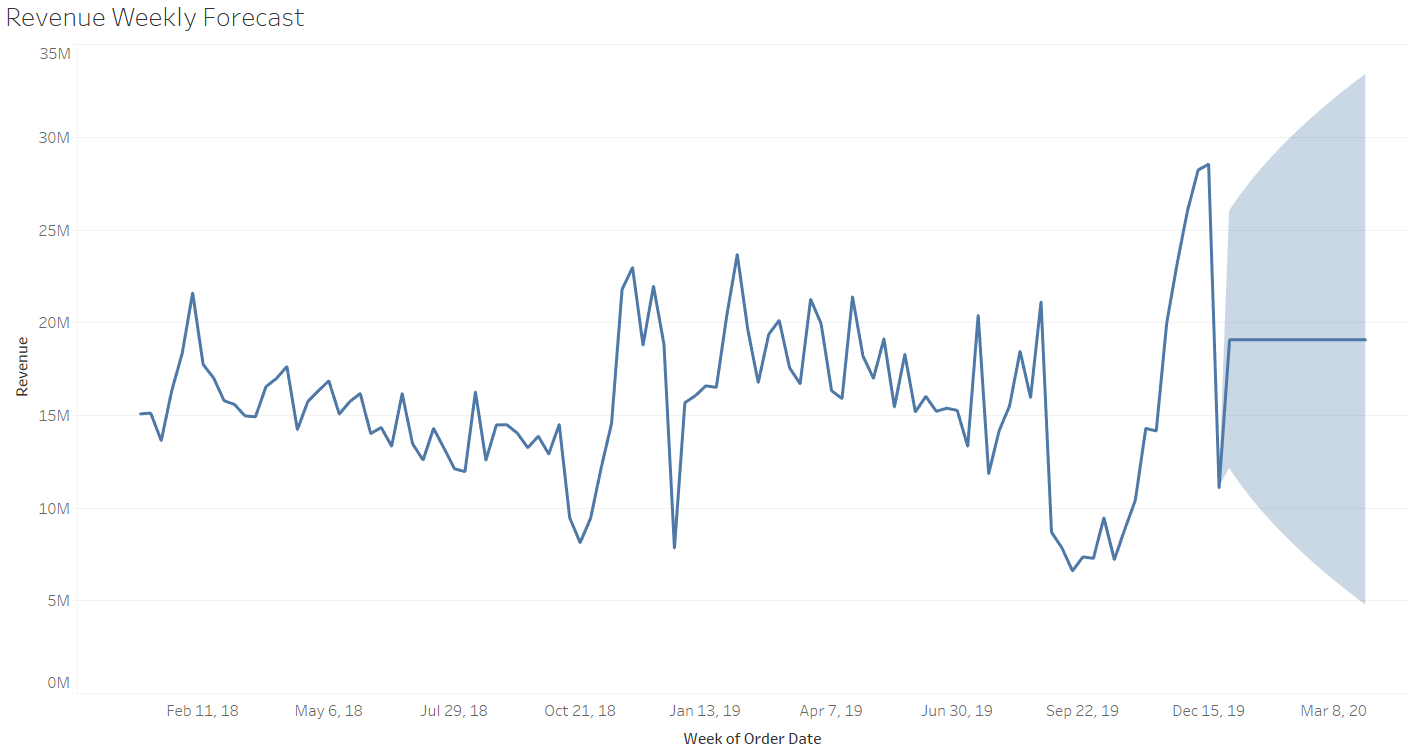 Revenue Weekly Forecast
35M
30M
25M
20M
15M
10M
5M
0M
Revenue
Feb 11, 18 May 6, 18 Jul 29, 18 Oct 21, 18 Jan 13, 19 Apr 7, 19 Jun 30, 19 Sep 22, 19 Dec 15, 19 Mar 8, 20
Week of Order Date